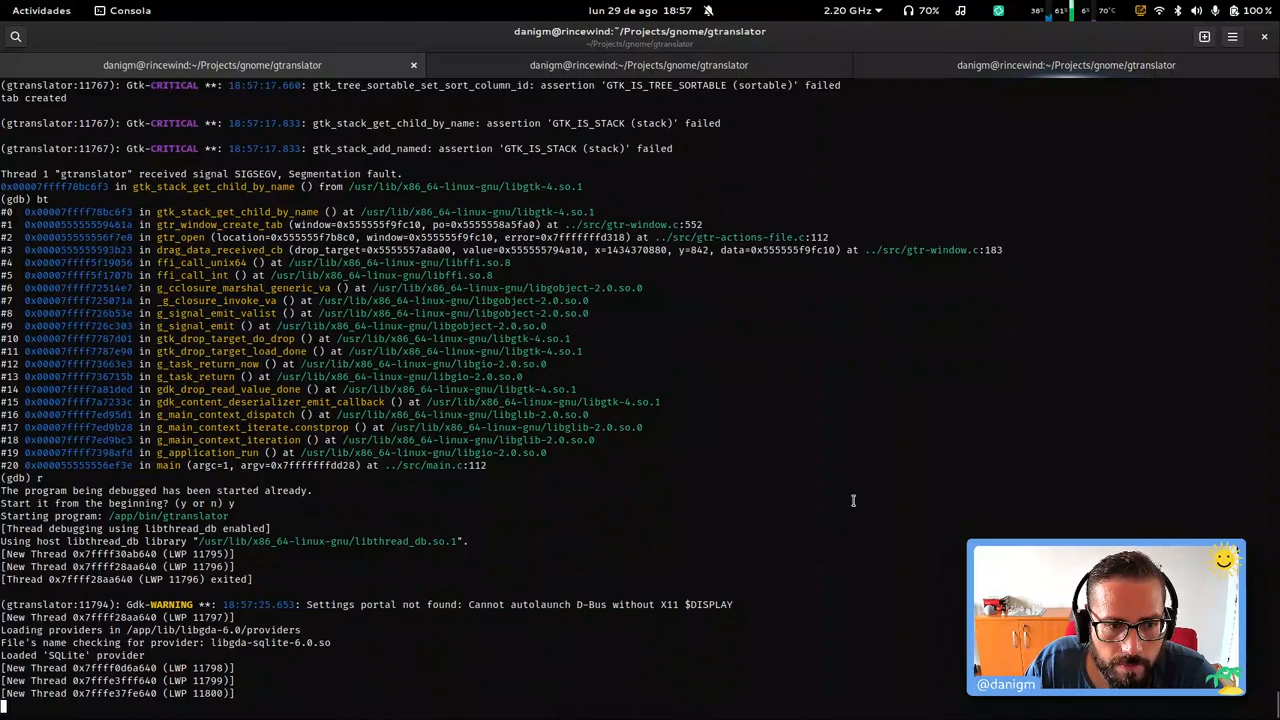 Actividades
Consola
lun 29 de ago 18:57
2.20 GHz
70%
38%
61%
6%
70°C
100 %
danigm@rincewind:~/Projects/gnome/gtranslator
~/Projects/gnome/gtranslator
danigm@rincewind:~/Projects/gnome/gtranslator
danigm@rincewind:~/Projects/gnome/gtranslator
danigm@rincewind:~/Projects/gnome/gtranslator
(gtranslator:11767): Gtk-CRITICAL **: 18:57:17.660: gtk_tree_sortable_set_sort_column_id: assertion 'GTK_IS_TREE_SORTABLE (sortable)' failed
tab created
(gtranslator:11767): Gtk-CRITICAL **: 18:57:17.833: gtk_stack_get_child_by_name: assertion 'GTK_IS_STACK (stack)' failed
(gtranslator:11767): Gtk-CRITICAL **: 18:57:17.833: gtk_stack_add_named: assertion 'GTK_IS_STACK (stack)' failed
Thread 1 "gtranslator" received signal SIGSEGV, Segmentation fault.
0x00007ffff78bc6f3 in gtk_stack_get_child_by_name () from /usr/lib/x86_64-linux-gnu/libgtk-4.so.1
(gdb) bt
#0  0x00007ffff78bc6f3 in gtk_stack_get_child_by_name () at /usr/lib/x86_64-linux-gnu/libgtk-4.so.1
#1  0x000055555559461a in gtr_window_create_tab (window=0x555555f9fc10, po=0x5555558a5fa0) at ../src/gtr-window.c:552
#2  0x00005555556f7e8 in gtr_open (location=0x555555f7b8c0, window=0x555555f9fc10, error=0x7fffffffd318) at ../src/gtr-actions-file.c:112
#3  0x0000555555593b23 in drag_data_received_cb (drop_target=0x5555557a8a00, value=0x555555794a10, x=1434370880, y=842, data=0x555555f9fc10) at ../src/gtr-window.c:183
#4  0x00007ffff5f19056 in ffi_call_unix64 () at /usr/lib/x86_64-linux-gnu/libffi.so.8
#5  0x00007ffff5f1707b in ffi_call_int () at /usr/lib/x86_64-linux-gnu/libffi.so.8
#6  0x00007ffff72514e7 in g_cclosure_marshal_generic_va () at /usr/lib/x86_64-linux-gnu/libgobject-2.0.so.0
#7  0x00007ffff725071a in _g_closure_invoke_va () at /usr/lib/x86_64-linux-gnu/libgobject-2.0.so.0
#8  0x00007ffff726b53e in g_signal_emit_valist () at /usr/lib/x86_64-linux-gnu/libgobject-2.0.so.0
#9  0x00007ffff726c303 in g_signal_emit () at /usr/lib/x86_64-linux-gnu/libgobject-2.0.so.0
#10 0x00007ffff7787d01 in gtk_drop_target_do_drop () at /usr/lib/x86_64-linux-gnu/libgtk-4.so.1
#11 0x00007ffff7787e90 in gtk_drop_target_load_done () at /usr/lib/x86_64-linux-gnu/libgtk-4.so.1
#12 0x00007ffff73663e3 in g_task_return_now () at /usr/lib/x86_64-linux-gnu/libgio-2.0.so.0
#13 0x00007ffff736715b in g_task_return () at /usr/lib/x86_64-linux-gnu/libgio-2.0.so.0
#14 0x00007ffff7a81ded in gdk_drop_read_value_done () at /usr/lib/x86_64-linux-gnu/libgtk-4.so.1
#15 0x00007ffff7a7233c in gdk_content_deserializer_emit_callback () at /usr/lib/x86_64-linux-gnu/libgtk-4.so.1
#16 0x00007ffff7ed95d1 in g_main_context_dispatch () at /usr/lib/x86_64-linux-gnu/libglib-2.0.so.0
#17 0x00007ffff7ed9b28 in g_main_context_iterate.constprop () at /usr/lib/x86_64-linux-gnu/libglib-2.0.so.0
#18 0x00007ffff7ed9bc3 in g_main_context_iteration () at /usr/lib/x86_64-linux-gnu/libglib-2.0.so.0
#19 0x00007ffff7398afd in g_application_run () at /usr/lib/x86_64-linux-gnu/libgio-2.0.so.0
#20 0x000055555556ef3e in main (argc=1, argv=0x7fffffffdd28) at ../src/main.c:112
(gdb) r
The program being debugged has been started already.
Start it from the beginning? (y or n) y
Starting program: /app/bin/gtranslator
[Thread debugging using libthread_db enabled]
Using host libthread_db library "/usr/lib/x86_64-linux-gnu/libthread_db.so.1".
[New Thread 0x7ffff30ab640 (LWP 11795)]
[New Thread 0x7ffff28aa640 (LWP 11796)]
[Thread 0x7ffff28aa640 (LWP 11796) exited]
(gtranslator:11794): Gdk-WARNING **: 18:57:25.653: Settings portal not found: Cannot autolaunch D-Bus without X11 $DISPLAY
[New Thread 0x7ffff28aa640 (LWP 11797)]
Loading providers in /app/lib/libgda-6.0/providers
File's name checking for provider: libgda-sqlite-6.0.so
Loaded 'SQLite' provider
[New Thread 0x7ffff0d6a640 (LWP 11798)]
[New Thread 0x7fffe3fff640 (LWP 11799)]
[New Thread 0x7fffe37fe640 (LWP 11800)]
@danigm